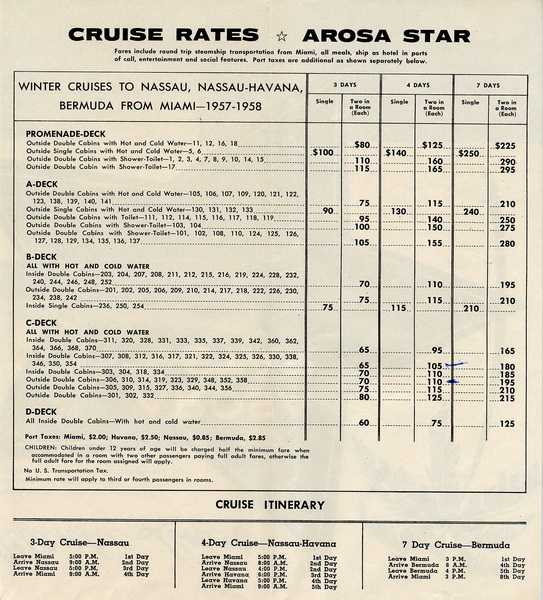 CRUISE RATES ☆ AROSA STAR
Fares include round trip steamship transportation from Miami, all meals, ship as hotel in ports
of call, entertainment and social features. Port taxes are additional as shown separately below.
WINTER CRUISES TO NASSAU, NASSAU-HAVANA,
BERMUDA FROM MIAMI—1957-1958
3 DAYS 4 DAYS 7 DAYS
Single Two in a Room (Each) Single Two in a Room (Each) Single Two in a Room (Each)
PROMENADE-DECK
Outside Double Cabins with Hot and Cold Water—11, 12, 16, 18 $80 $125 $225
Outside Single Cabins with Hot and Cold Water—5, 6 $100 $140 $250
Outside Double Cabins with Shower-Toilet—1, 2, 3, 4, 7, 8, 9, 10, 14, 15 110 160 290
Outside Double Cabin with Shower-Toilet—17 115 165 295
A-DECK
Outside Double Cabins with Hot and Cold Water—105, 106, 107, 109, 120, 121, 122,
123, 138, 139, 140, 141 75 115 210
Outside Single Cabins with Hot and Cold Water—130, 131, 132, 133 90 130 240
Outside Double Cabins with Toilet—111, 112, 114, 115, 116, 117, 118, 119 95 140 250
Outside Double Cabins with Shower-Toilet—103, 104 100 150 275
Outside Double Cabins with Shower-Toilet—101, 102, 108, 110, 124, 125, 126,
127, 128, 129, 134, 135, 136, 137 105 155 280
B-DECK
ALL WITH HOT AND COLD WATER
Inside Double Cabins—203, 204, 207, 208, 211, 212, 215, 216, 219, 224, 228, 232,
240, 244, 246, 248, 252 70 110 195
Outside Double Cabins—201, 202, 205, 206, 209, 210, 214, 217, 218, 222, 226, 230,
234, 238, 242 75 115 210
Inside Single Cabins—236, 250, 254 75 115 210
C-DECK
ALL WITH HOT AND COLD WATER
Inside Double Cabins—311, 320, 328, 331, 333, 335, 337, 339, 342, 360, 362,
364, 366, 368, 370 65 95 165
Inside Double Cabins—307, 308, 312, 316, 317, 321, 322, 324, 325, 326, 330, 338,
346, 350, 354 65 105 180
Inside Double Cabins—303, 304, 318, 334 70 110 185
Outside Double Cabins—306, 310, 314, 319, 323, 329, 348, 352, 358 70 110 195
Outside Double Cabins—305, 309, 315, 327, 336, 340, 344, 356 75 115 210
Outside Double Cabins—301, 302, 332 80 125 215
D-DECK
All Inside Double Cabins—With hot and cold water 60 75 125
Port Taxes: Miami, $2.00; Havana, $2.50; Nassau, $0.85; Bermuda, $2.85
CHILDREN: Children under 12 years of age will be charged half the minimum fare when
accommodated in a room with two other passengers paying full adult fares, otherwise the
full adult fare for the room assigned will apply.
No U. S. Transportation Tax.
Minimum rate will apply to third or fourth passengers in rooms.
CRUISE ITINERARY
3-Day Cruise—Nassau
Leave Miami 5:00 P.M. 1st Day
Arrive Nassau 9:00 A.M. 2nd Day
Leave Nassau 5:00 P.M. 3rd Day
Arrive Miami 9:00 A.M. 4th Day
4-Day Cruise—Nassau-Havana
Leave Miami 5:00 P.M. 1st Day
Arrive Nassau 8:00 A.M. 2nd Day
Leave Nassau 2:00 P.M. 2nd Day
Arrive Havana 6:00 P.M. 3rd Day
Leave Havana 5:00 P.M. 4th Day
Arrive Miami 9:00 A.M. 5th Day
7 Day Cruise—Bermuda
Leave Miami 3 P.M. 1st Day
Arrive Bermuda 8 A.M. 4th Day
Leave Bermuda 4 P.M. 5th Day
Arrive Miami 3 P.M. 8th Day